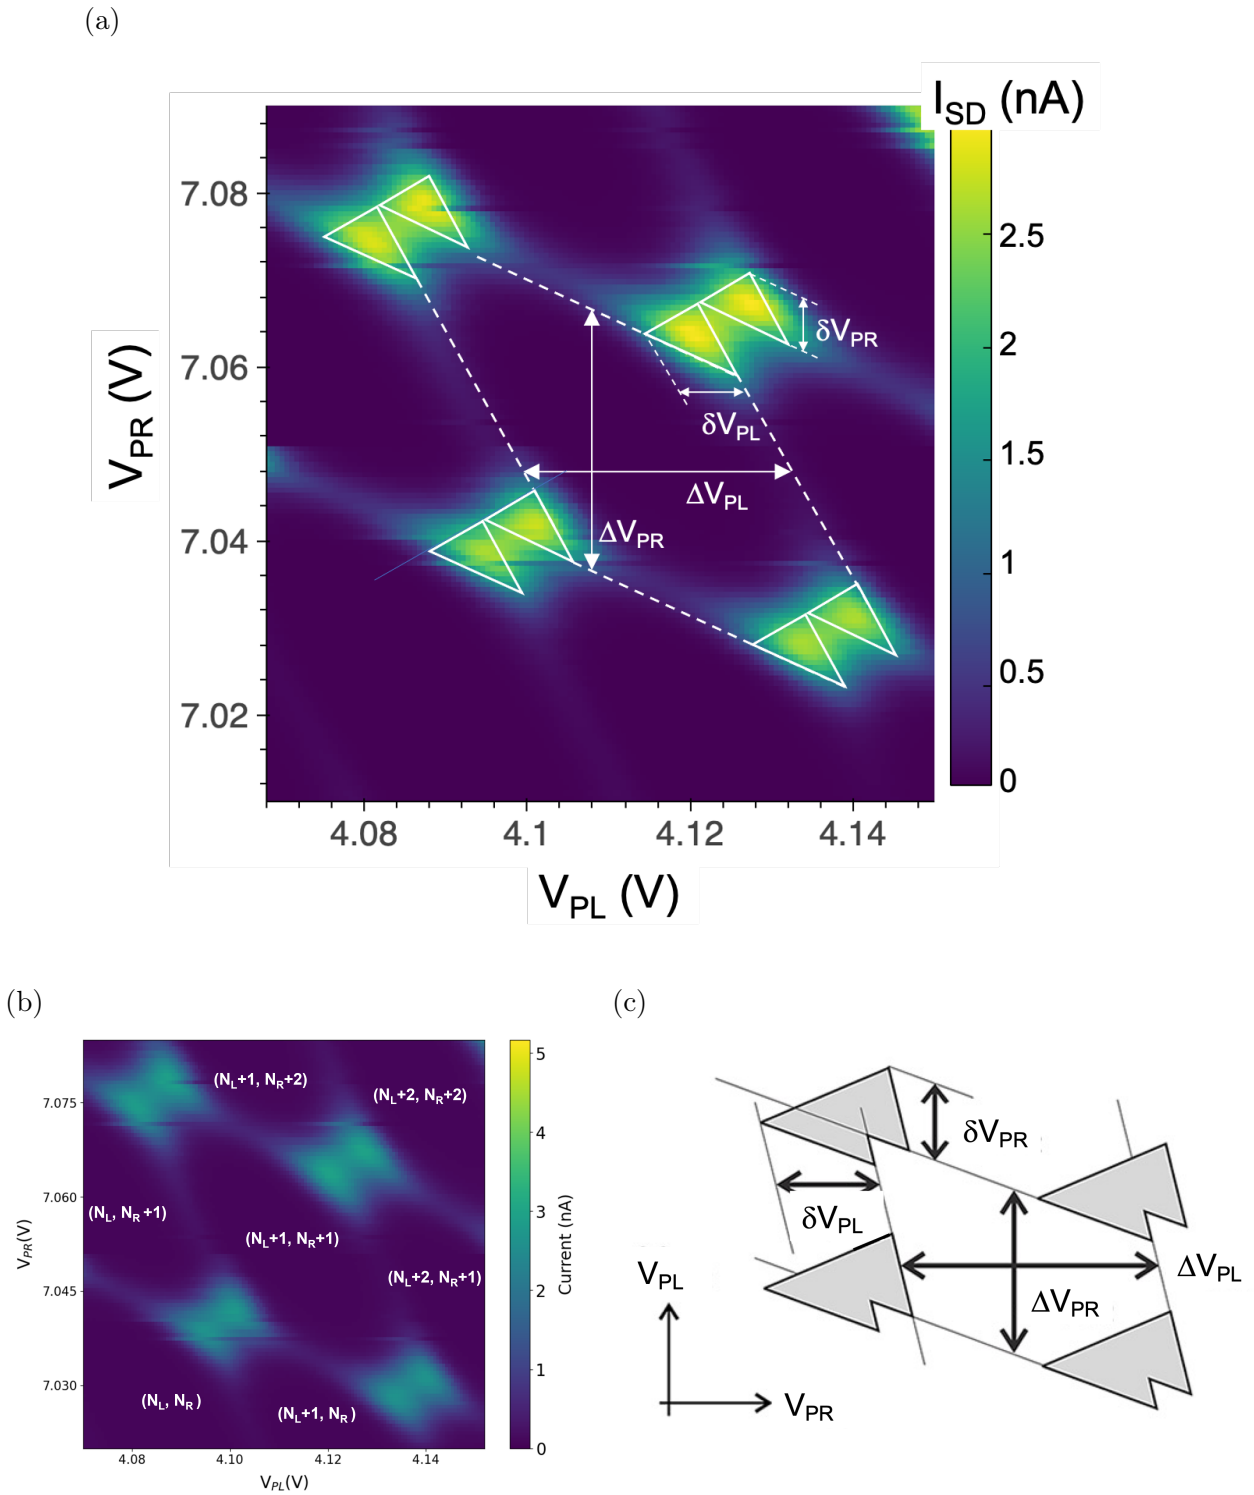 (a)
I_SD (nA)
7.08
7.06
7.04
7.02
V_PR (V)
2.5
2
1.5
1
0.5
0
δV_PR
δV_PL
ΔV_PL
ΔV_PR
4.08 4.1 4.12 4.14
V_PL (V)
(b)
(N_L+1, N_R+2)
(N_L+2, N_R+2)
(N_L, N_R+1)
(N_L+1, N_R+1)
(N_L+2, N_R+1)
(N_L, N_R)
(N_L+1, N_R)
7.075
7.060
7.045
7.030
V_PR(V)
4.08 4.10 4.12 4.14
V_PL(V)
5
4
3
2
1
0
Current (nA)
(c)
δV_PR
δV_PL
ΔV_PL
ΔV_PR
V_PL
V_PR